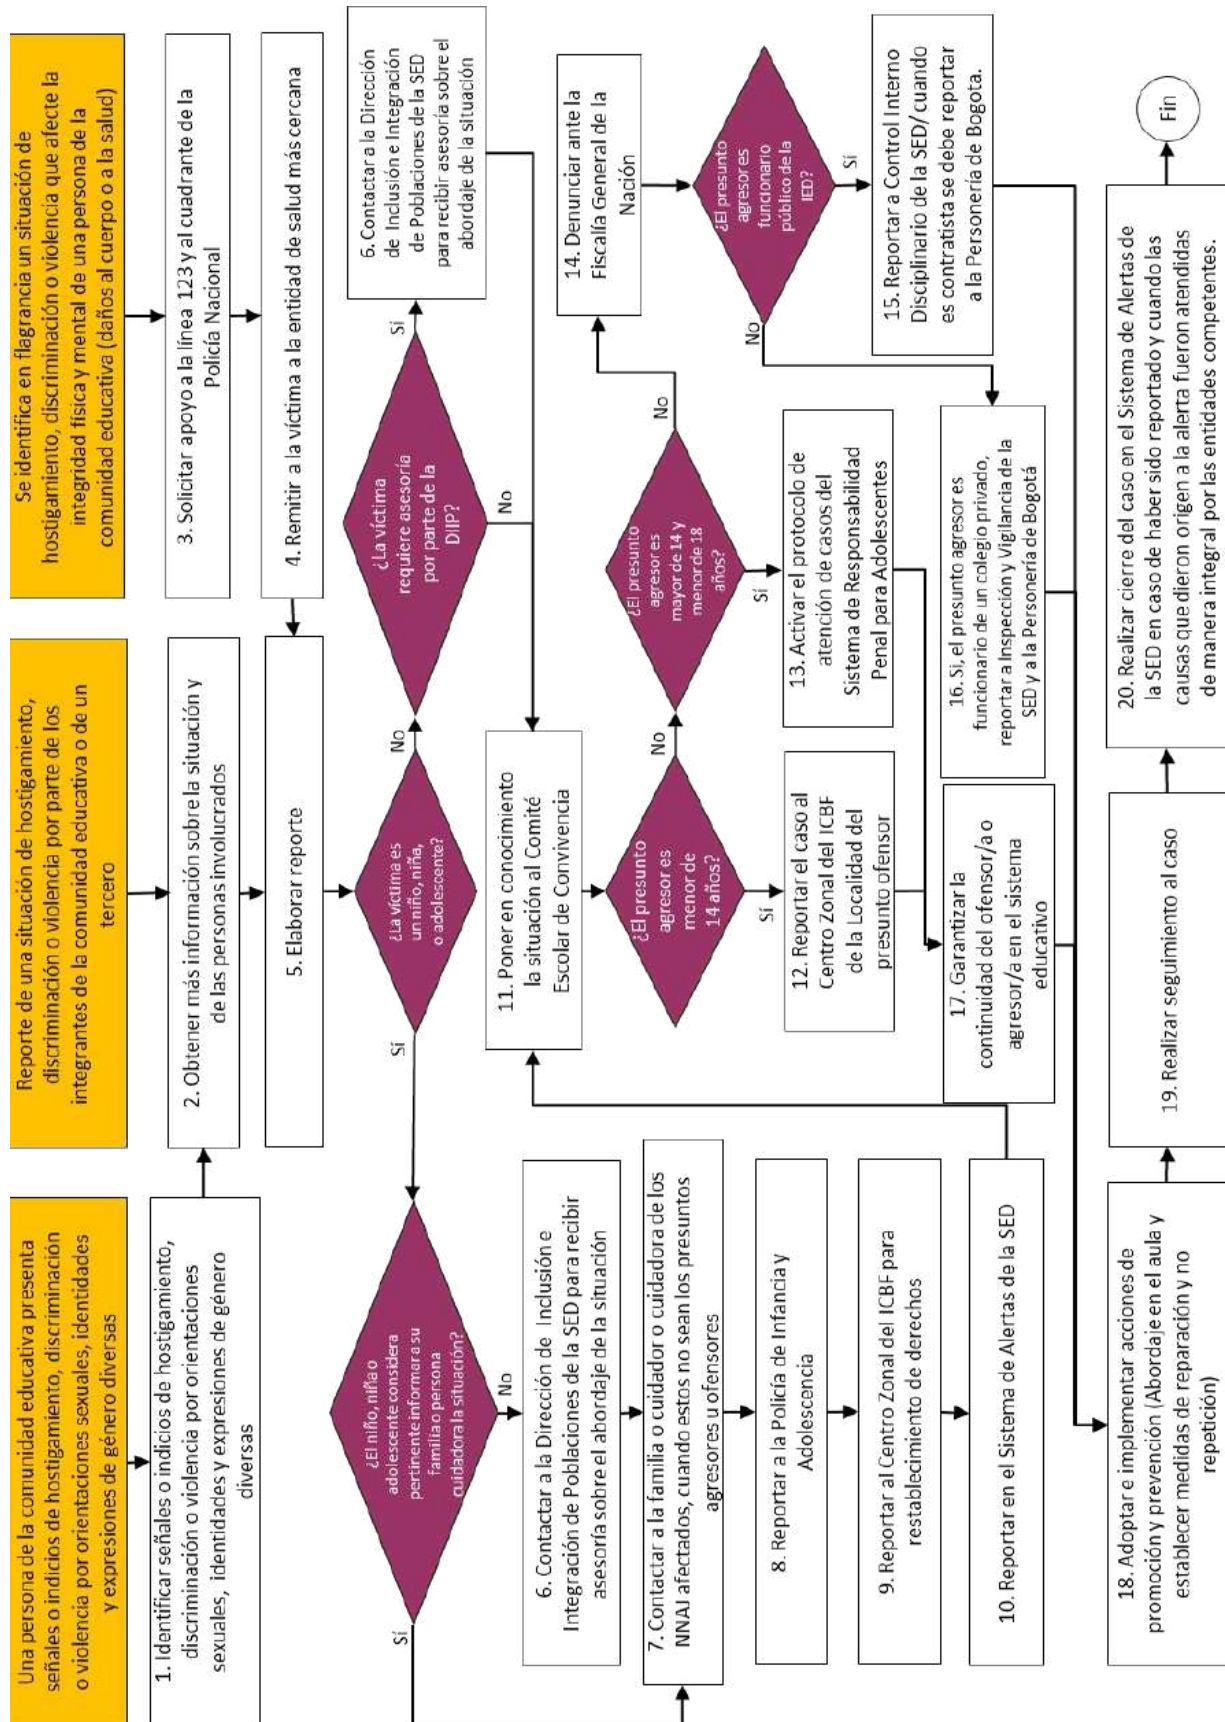 Una persona de la comunidad educativa presenta
señales o indicios de hostigamiento, discriminación
o violencia por orientaciones sexuales, identidades
y expresiones de género diversas
Reporte de una situación de hostigamiento,
discriminación o violencia por parte de los
integrantes de la comunidad educativa o de un
tercero
Se identifica en flagrancia un situación de
hostigamiento, discriminación o violencia que afecte la
integridad física y mental de una persona de la
comunidad educativa (daños al cuerpo o a la salud)
1. Identificar señales o indicios de hostigamiento,
discriminación o violencia por orientaciones
sexuales, identidades y expresiones de género
diversas
2. Obtener más información sobre la situación y
de las personas involucrados
3. Solicitar apoyo a la línea 123 y al cuadrante de la
Policía Nacional
4. Remitir a la víctima a la entidad de salud más cercana
5. Elaborar reporte
¿La víctima es
un niño, niña,
o adolescente?
Sí
No
¿El niño, niña o
adolescente considera
pertinente informar a su
familia o persona
cuidadora la situación?
Sí
No
¿La víctima
requiere asesoría
por parte de la
DIIP?
Sí
No
6. Contactar a la Dirección
de Inclusión e Integración
de Poblaciones de la SED
para recibir asesoría sobre el
abordaje de la situación
6. Contactar a la Dirección de Inclusión e
Integración de Poblaciones de la SED para recibir
asesoría sobre el abordaje de la situación
7. Contactar a la familia o cuidador o cuidadora de los
NNAJ afectados, cuando estos no sean los presuntos
agresores u ofensores
8. Reportar a la Policía de Infancia y
Adolescencia
9. Reportar al Centro Zonal del ICBF para
restablecimiento de derechos
10. Reportar en el Sistema de Alertas de la SED
11. Poner en conocimiento
la situación al Comité
Escolar de Convivencia
¿El presunto
agresor es
menor de
14 años?
Sí
No
12. Reportar el caso al
Centro Zonal del ICBF
de la Localidad del
presunto ofensor
¿El presunto
agresor es
mayor de 14 y
menor de 18
años?
Sí
No
13. Activar el protocolo de
atención de casos del
Sistema de Responsabilidad
Penal para Adolescentes
14. Denunciar ante la
Fiscalía General de la
Nación
¿El presunto
agresor es
funcionario
público de la
IED?
Sí
No
15. Reportar a Control Interno
Disciplinario de la SED/ cuando
es contratista se debe reportar
a la Personería de Bogota.
16. Si, el presunto agresor es
funcionario de un colegio privado,
reportar a Inspección y Vigilancia de la
SED y a la Personería de Bogotá
17. Garantizar la
continuidad del ofensor/a o
agresor/a en el sistema
educativo
18. Adoptar e implementar acciones de
promoción y prevención (Abordaje en el aula y
establecer medidas de reparación y no
repetición)
19. Realizar seguimiento al caso
20. Realizar cierre del caso en el Sistema de Alertas de
la SED en caso de haber sido reportado y cuando las
causas que dieron origen a la alerta fueron atendidas
de manera integral por las entidades competentes.
Fin